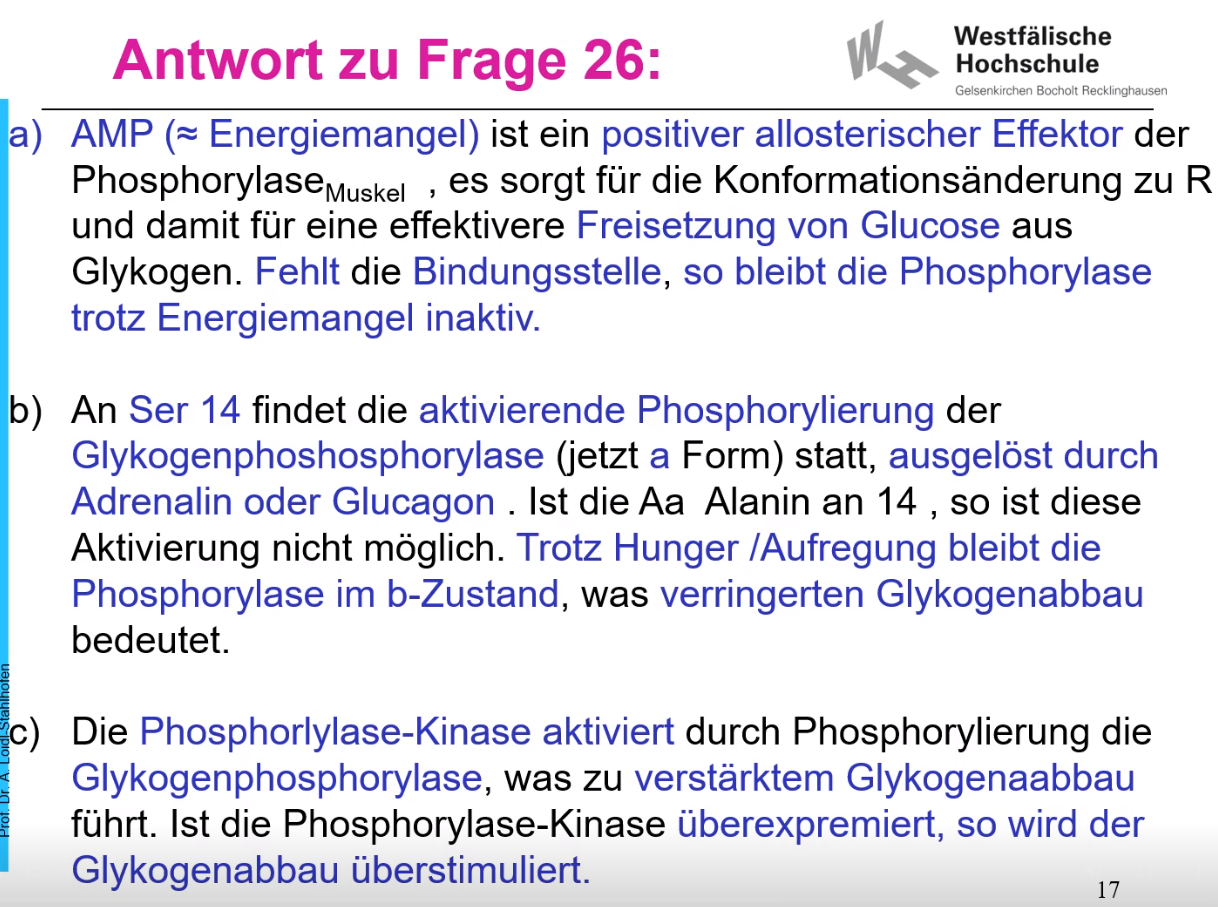 Antwort zu Frage 26:
Westfälische
Hochschule
Gelsenkirchen Bocholt Recklinghausen
a) AMP (≈ Energiemangel) ist ein positiver allosterischer Effektor der
Phosphorylase Muskel , es sorgt für die Konformationsänderung zu R
und damit für eine effektivere Freisetzung von Glucose aus
Glykogen. Fehlt die Bindungsstelle, so bleibt die Phosphorylase
trotz Energiemangel inaktiv.
b) An Ser 14 findet die aktivierende Phosphorylierung der
Glykogenphoshosphorylase (jetzt a Form) statt, ausgelöst durch
Adrenalin oder Glucagon . Ist die Aa Alanin an 14 , so ist diese
Aktivierung nicht möglich. Trotz Hunger /Aufregung bleibt die
Phosphorylase im b-Zustand, was verringerten Glykogenabbau
bedeutet.
c) Die Phosphorlylase-Kinase aktiviert durch Phosphorylierung die
Glykogenphosphorylase, was zu verstärktem Glykogenaabbau
führt. Ist die Phosphorylase-Kinase überexpremiert, so wird der
Glykogenabbau überstimuliert.
Prof. Dr. A. Loidl-Stahlhofen
17